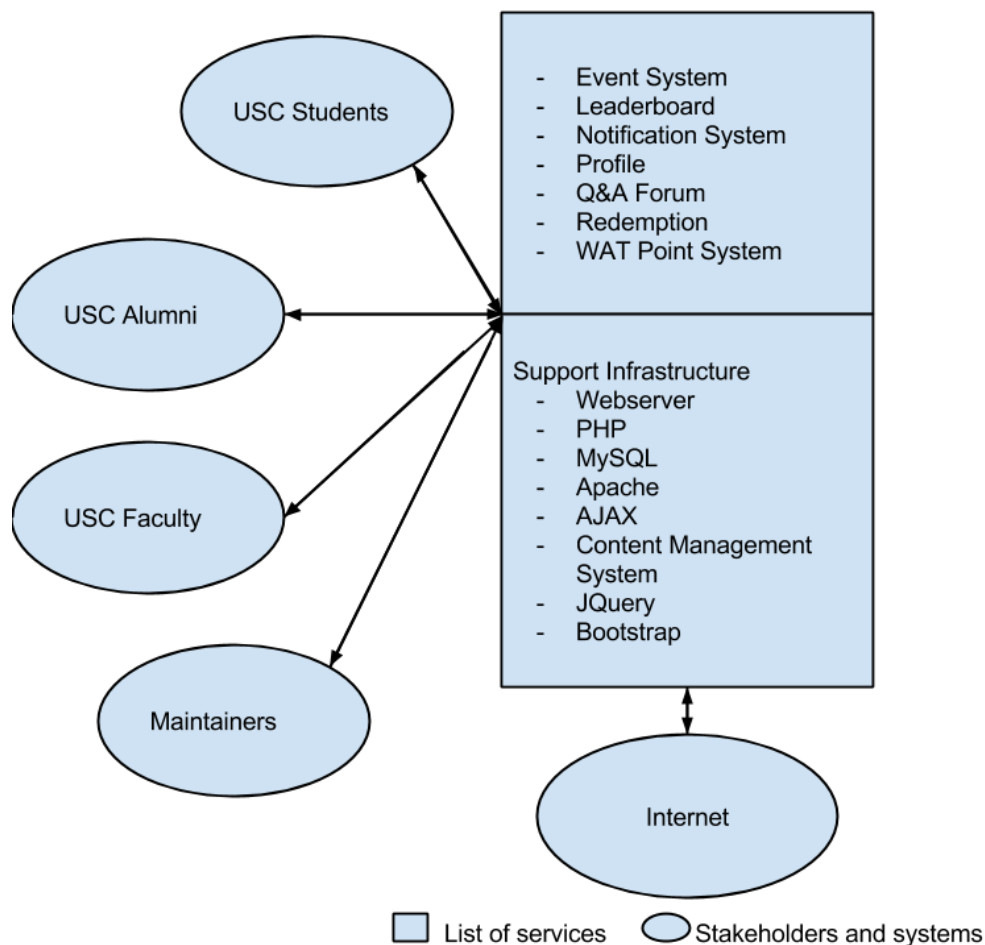 USC Students
USC Alumni
USC Faculty
Maintainers
- Event System
- Leaderboard
- Notification System
- Profile
- Q&A Forum
- Redemption
- WAT Point System
Support Infrastructure
- Webserver
- PHP
- MySQL
- Apache
- AJAX
- Content Management
System
- JQuery
- Bootstrap
Internet
List of services
Stakeholders and systems